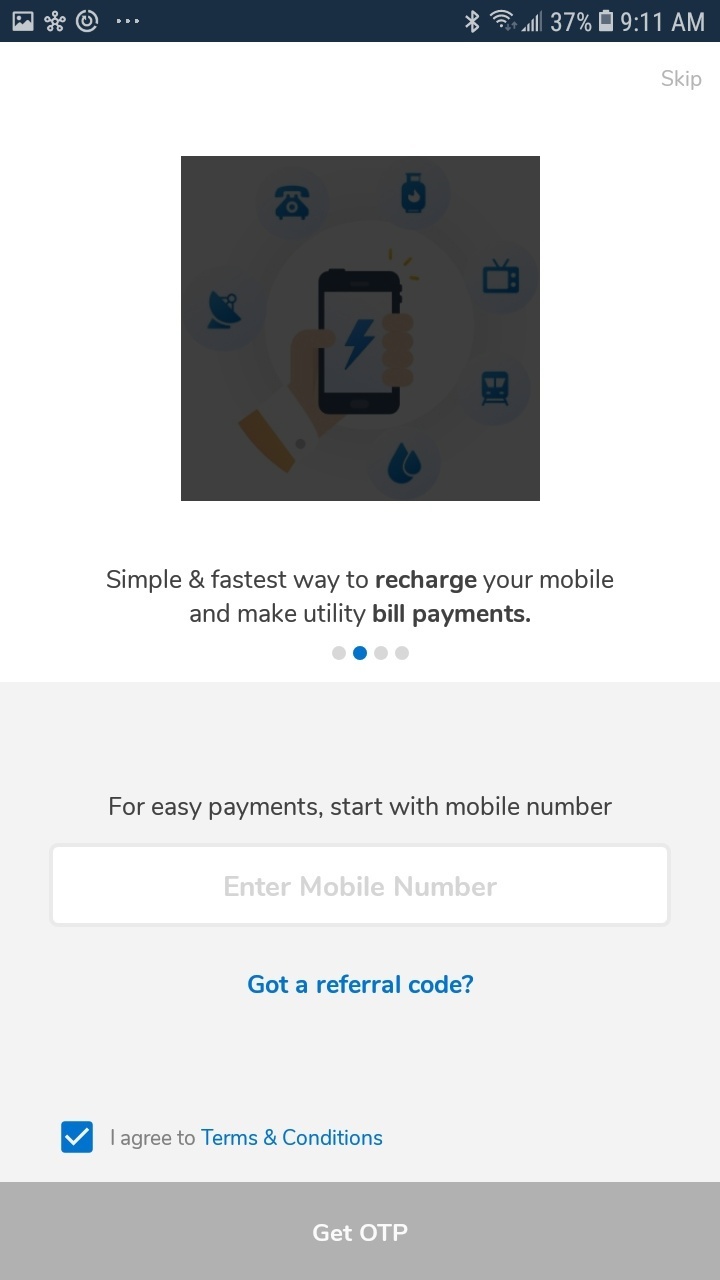 37% 9:11 AM
Skip
Simple & fastest way to recharge your mobile
and make utility bill payments.
For easy payments, start with mobile number
Enter Mobile Number
Got a referral code?
I agree to Terms & Conditions
Get OTP